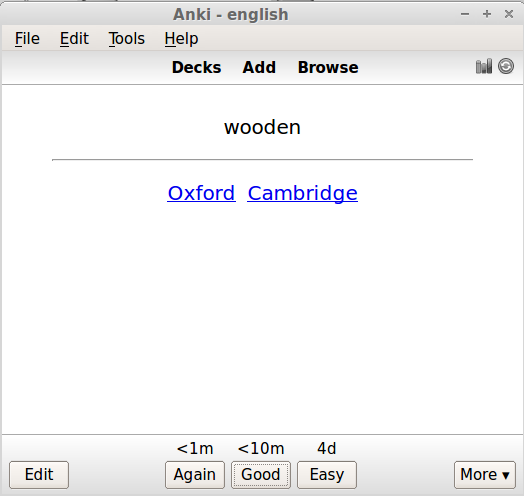 Anki - english
File Edit Tools Help
Decks Add Browse
wooden
Oxford Cambridge
<1m <10m 4d
Edit Again Good Easy More ▾